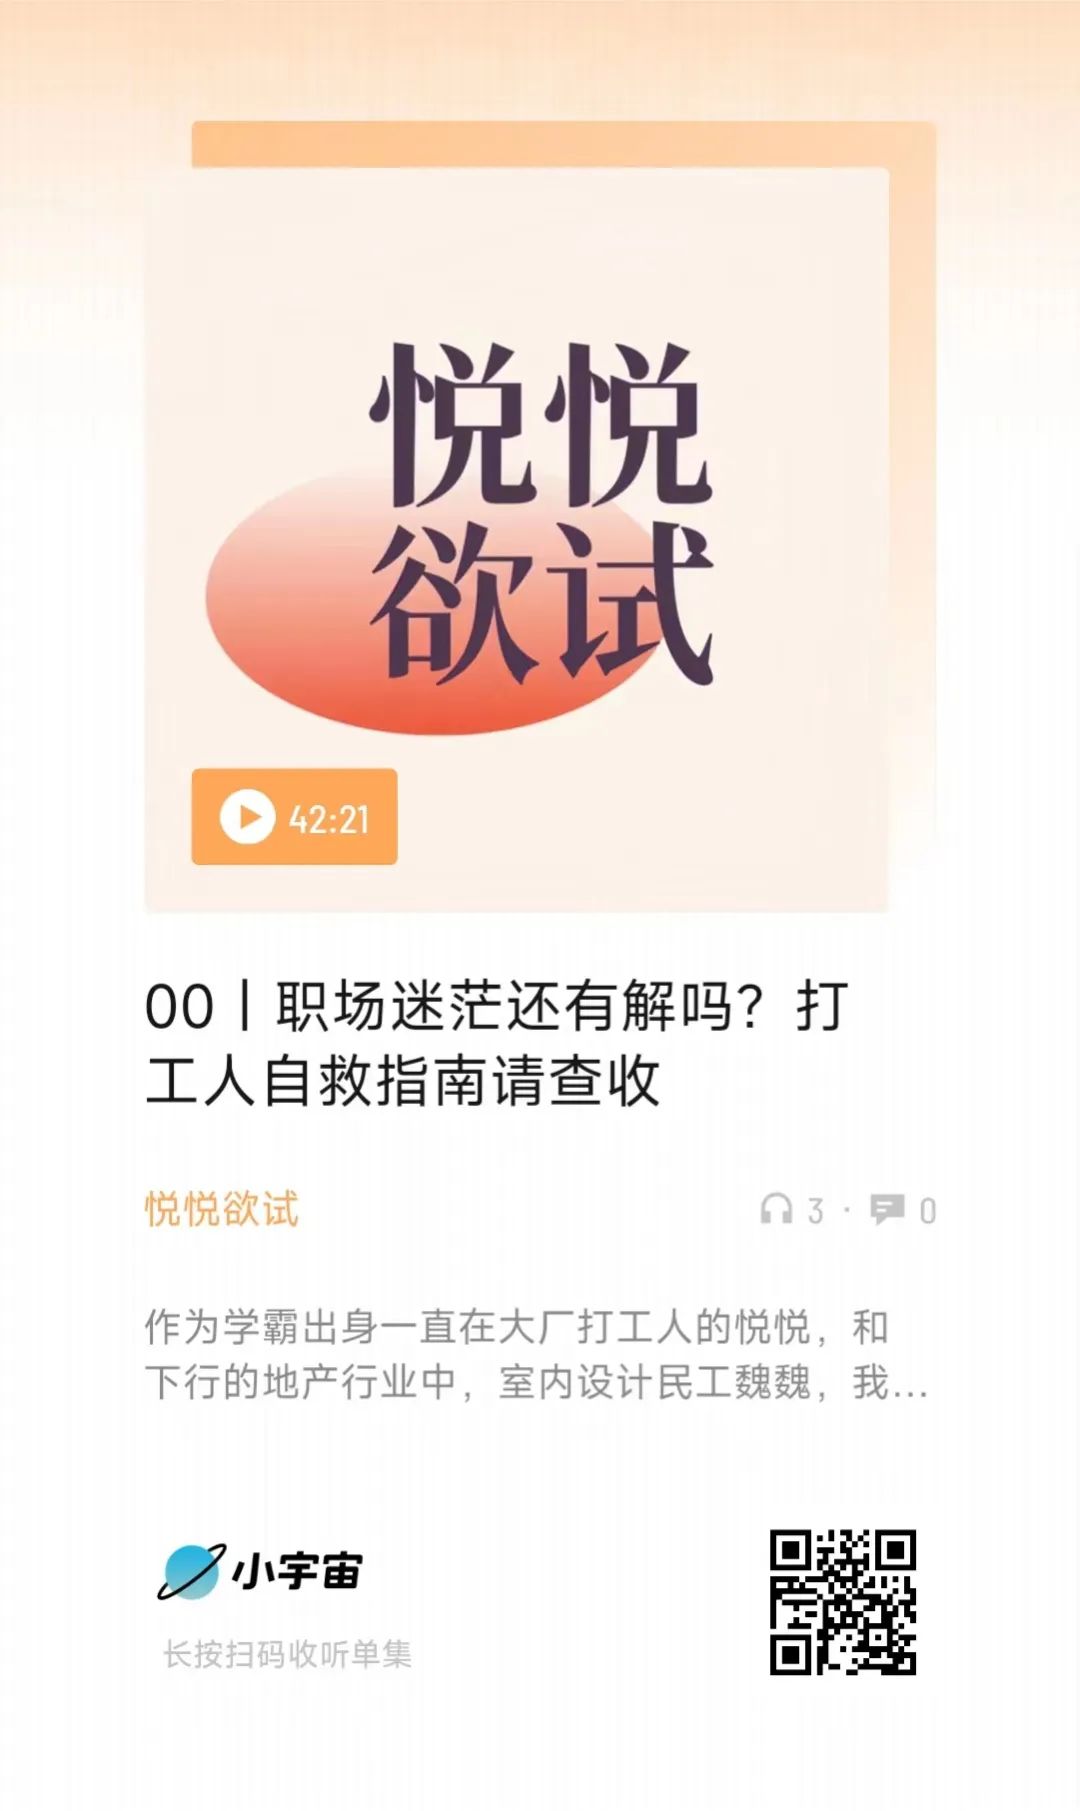 悦悦
欲试
42:21
00丨职场迷茫还有解吗？打
工人自救指南请查收
悦悦欲试
3 · 0
作为学霸出身一直在大厂打工人的悦悦，和
下行的地产行业中，室内设计民工魏魏，我...
小宇宙
长按扫码收听单集